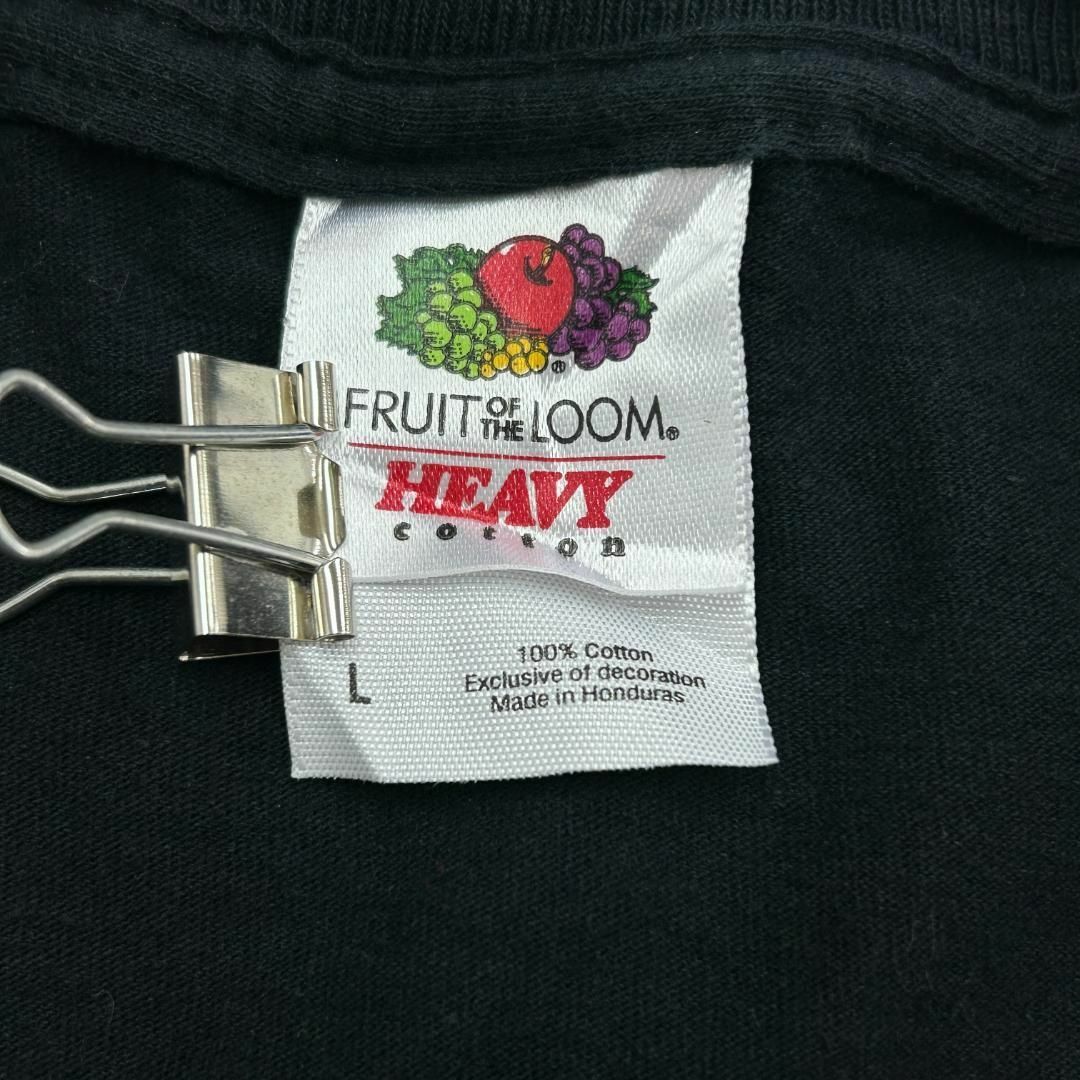 ®
FRUIT OF THE LOOM®
HEAVY
cotton
L
100% Cotton
Exclusive of decoration
Made in Honduras